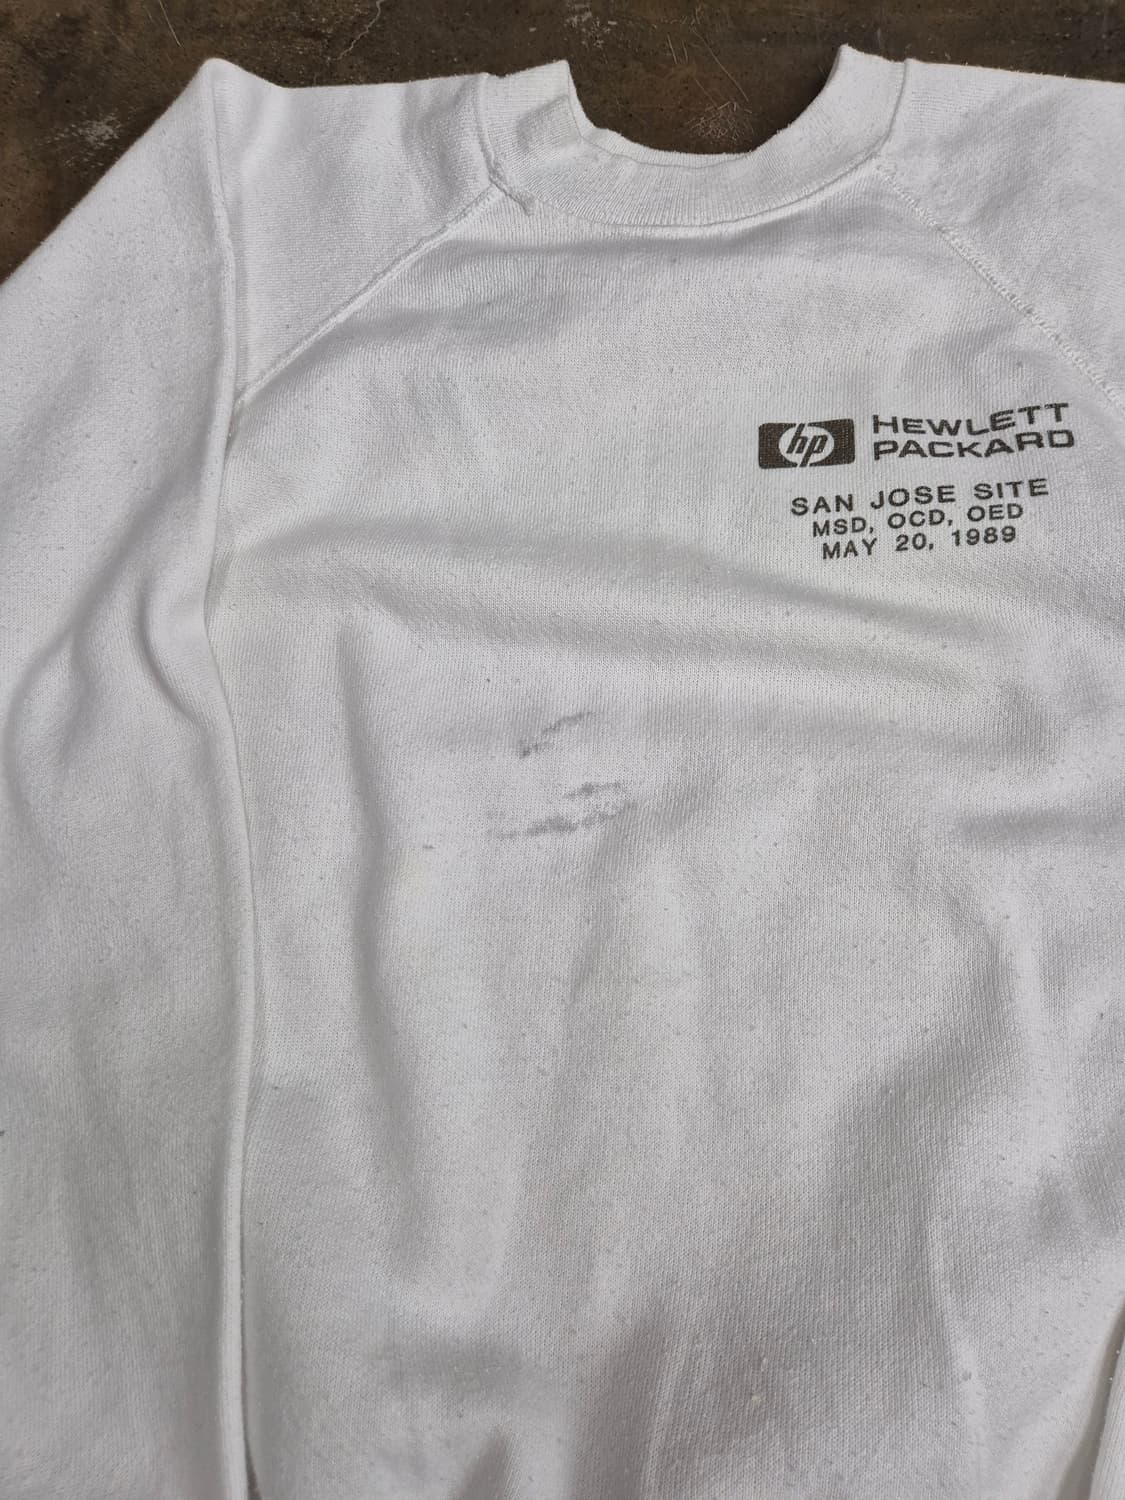 hp HEWLETT
PACKARD
SAN JOSE SITE
MSD, OCD, OED
MAY 20, 1989